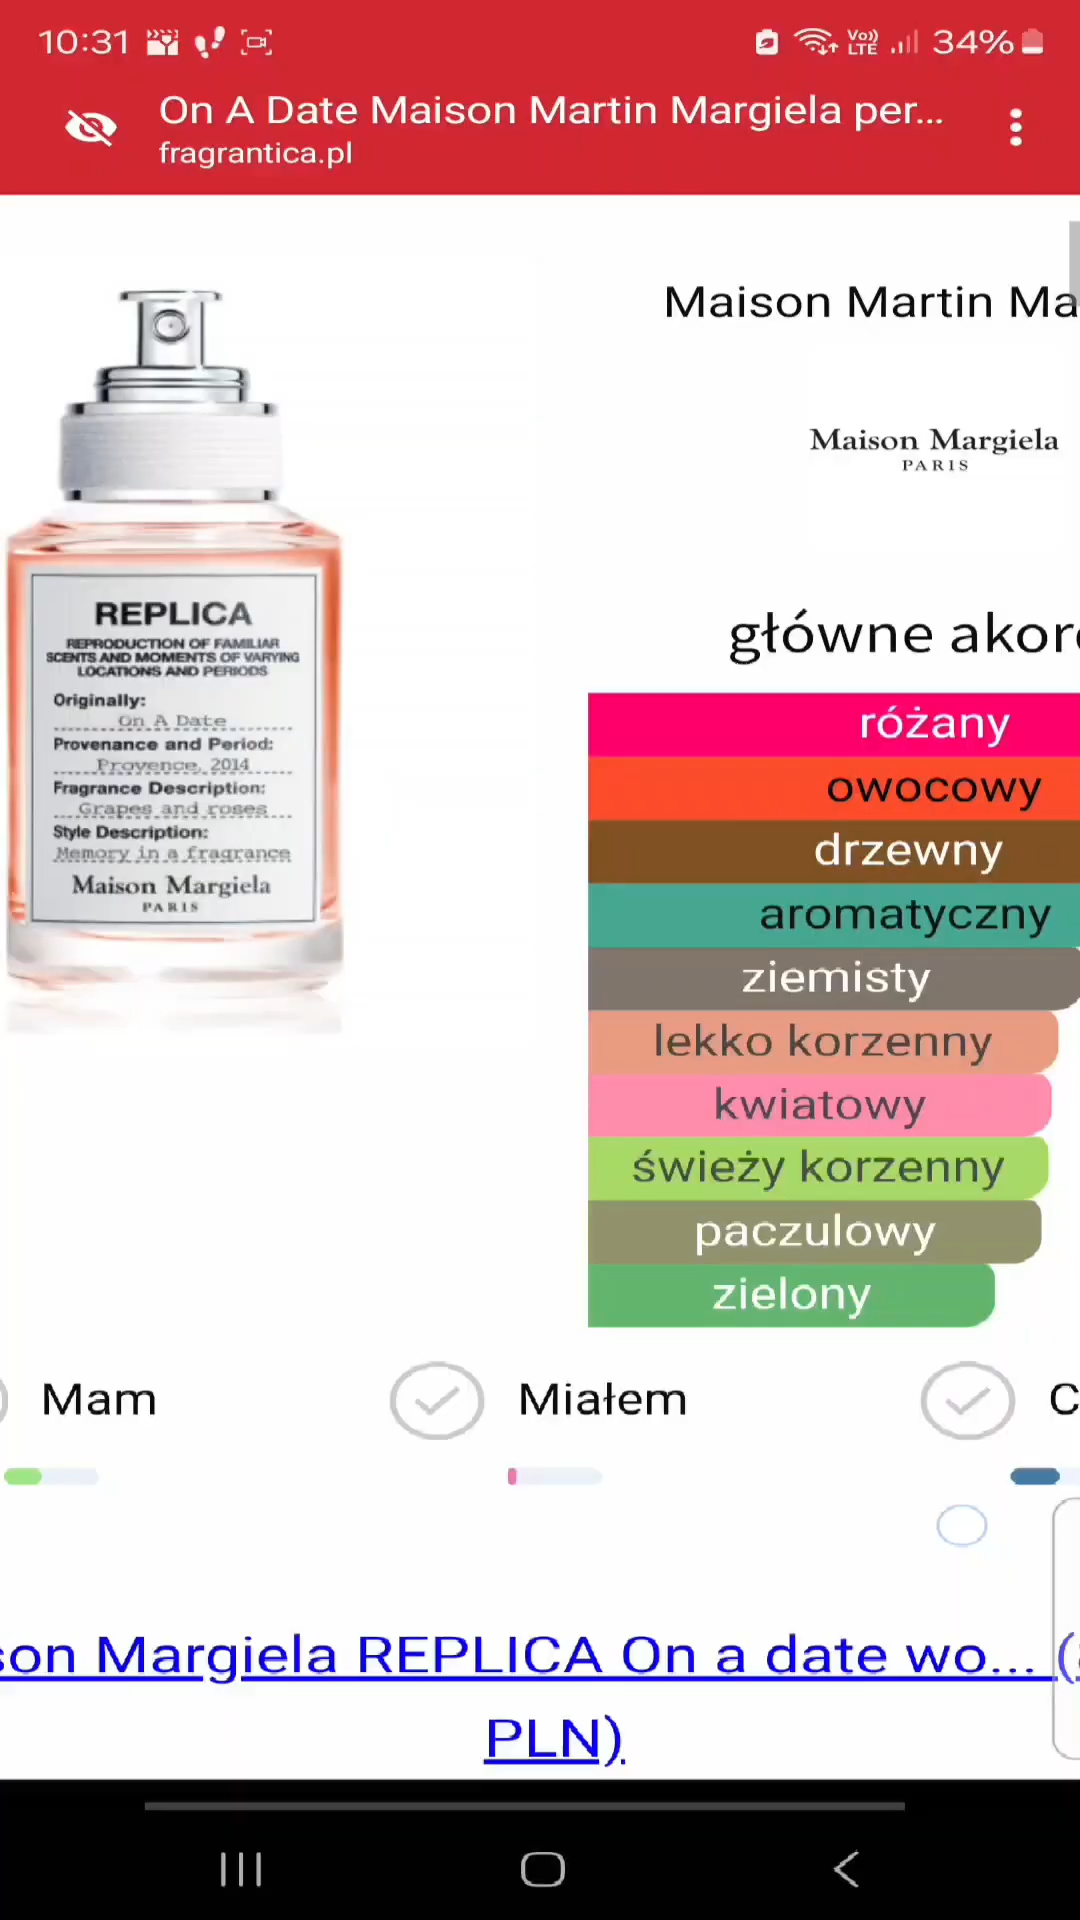 10:31
Vo)) LTE
34%
On A Date Maison Martin Margiela per...
fragrantica.pl
Maison Martin Ma
Maison Margiela
PARIS
REPLICA
REPRODUCTION OF FAMILIAR
SCENTS AND MOMENTS OF VARYING
LOCATIONS AND PERIODS
Originally:
On A Date
Provenance and Period:
Provence, 2014
Fragrance Description:
Grapes and roses
Style Description:
Memory in a fragrance
Maison Margiela
PARIS
główne akor
różany
owocowy
drzewny
aromatyczny
ziemisty
lekko korzenny
kwiatowy
świeży korzenny
paczulowy
zielony
Mam
Miałem
C
son Margiela REPLICA On a date wo... (
PLN)